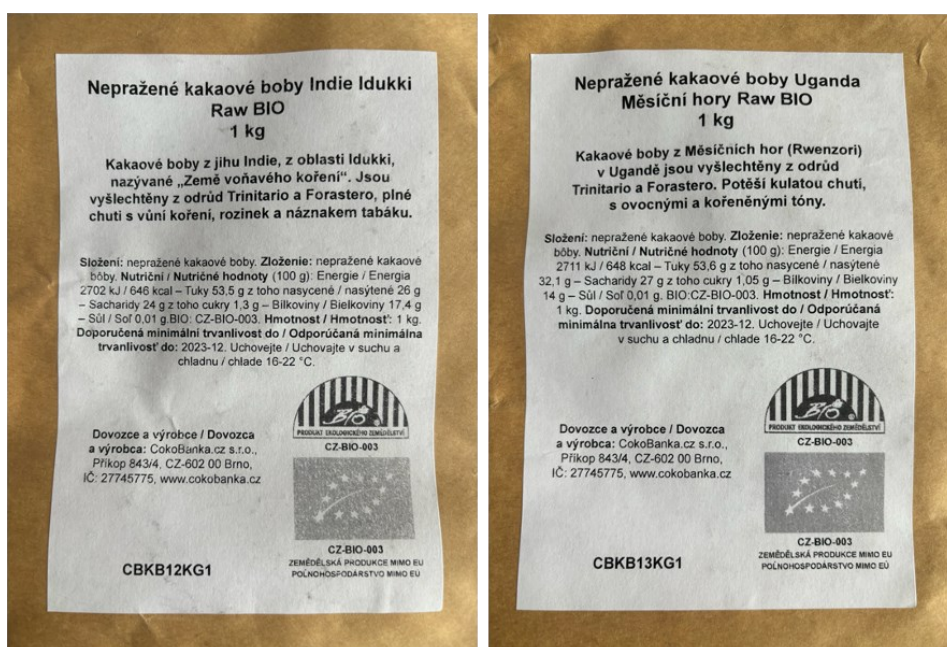 Nepražené kakaové boby Indie Idukki
Raw BIO
1 kg
Kakaové boby z jihu Indie, z oblasti Idukki,
nazývané „Země voňavého koření“. Jsou
vyšlechtěny z odrůd Trinitario a Forastero, plné
chuti s vůní koření, rozinek a náznakem tabáku.
Složení: nepražené kakaové boby. Zloženie: nepražené kakaové
bôby. Nutriční / Nutričné hodnoty (100 g): Energie / Energia
2702 kJ / 646 kcal – Tuky 53,5 g z toho nasycené / nasýtené 26 g
– Sacharidy 24 g z toho cukry 1,3 g – Bílkoviny / Bielkoviny 17,4 g
– Sůl / Soľ 0,01 g.BIO: CZ-BIO-003. Hmotnost / Hmotnosť: 1 kg.
Doporučená minimální trvanlivost do / Odporúčaná minimálna
trvanlivosť do: 2023-12. Uchovejte / Uchovajte v suchu a
chladnu / chlade 16-22 °C.
Dovozce a výrobce / Dovozca
a výrobca: CokoBanka.cz s.r.o.,
Příkop 843/4, CZ-602 00 Brno,
IČ: 27745775, www.cokobanka.cz
BIO
PRODUKT EKOLOGICKÉHO ZEMĚDĚLSTVÍ
CZ-BIO-003
CZ-BIO-003
ZEMĚDĚLSKÁ PRODUKCE MIMO EU
POĽNOHOSPODÁRSTVO MIMO EÚ
CBKB12KG1
Nepražené kakaové boby Uganda
Měsíční hory Raw BIO
1 kg
Kakaové boby z Měsíčních hor (Rwenzori)
v Ugandě jsou vyšlechtěny z odrůd
Trinitario a Forastero. Potěší kulatou chutí,
s ovocnými a kořeněnými tóny.
Složení: nepražené kakaové boby. Zloženie: nepražené kakaové
bôby. Nutriční / Nutričné hodnoty (100 g): Energie / Energia
2711 kJ / 648 kcal – Tuky 53,6 g z toho nasycené / nasýtené
32,1 g – Sacharidy 27 g z toho cukry 1,05 g – Bílkoviny / Bielkoviny
14 g – Sůl / Soľ 0,01 g. BIO:CZ-BIO-003. Hmotnost / Hmotnosť:
1 kg. Doporučená minimální trvanlivost do / Odporúčaná
minimálna trvanlivosť do: 2023-12. Uchovejte / Uchovajte
v suchu a chladnu / chlade 16-22 °C.
Dovozce a výrobce / Dovozca
a výrobca: CokoBanka.cz s.r.o.,
Příkop 843/4, CZ-602 00 Brno,
IČ: 27745775, www.cokobanka.cz
BIO
PRODUKT EKOLOGICKÉHO ZEMĚDĚLSTVÍ
CZ-BIO-003
CZ-BIO-003
ZEMĚDĚLSKÁ PRODUKCE MIMO EU
POĽNOHOSPODÁRSTVO MIMO EÚ
CBKB13KG1